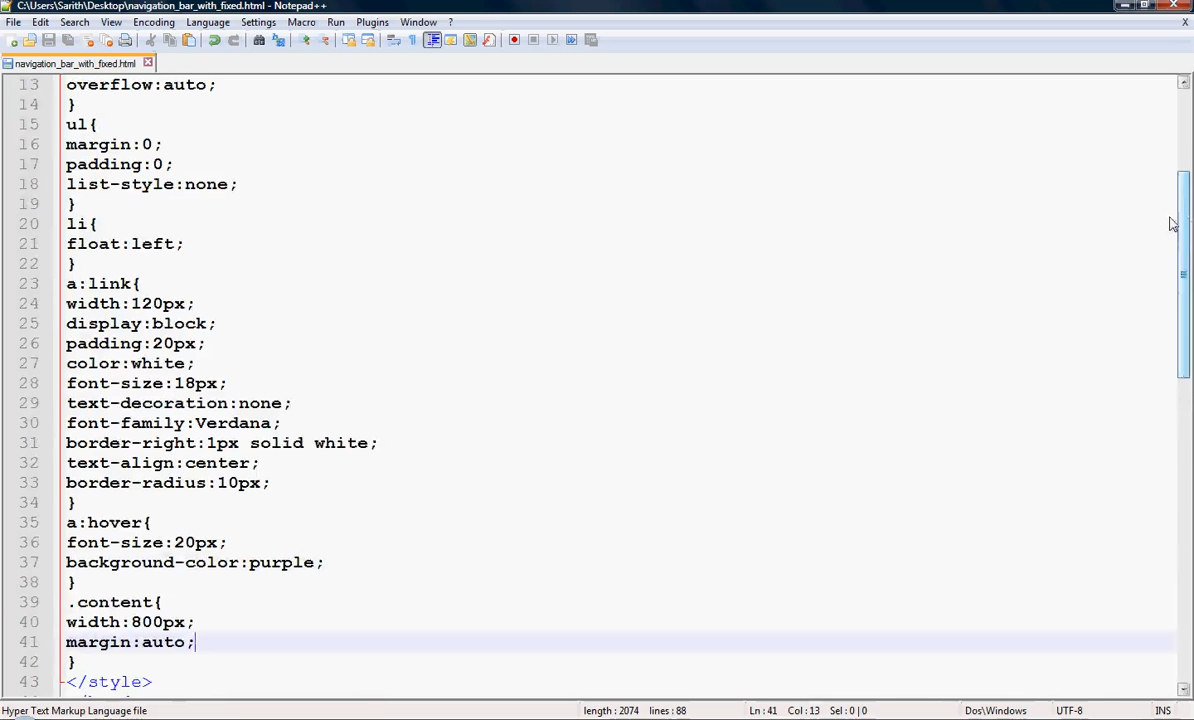 C:\Users\Sarith\Desktop\navigation_bar_with_fixed.html - Notepad++
File Edit Search View Encoding Language Settings Macro Run Plugins Window ? X
navigation_bar_with_fixed.html
13 overflow:auto;
14 }
15 ul{
16 margin:0;
17 padding:0;
18 list-style:none;
19 }
20 li{
21 float:left;
22 }
23 a:link{
24 width:120px;
25 display:block;
26 padding:20px;
27 color:white;
28 font-size:18px;
29 text-decoration:none;
30 font-family:Verdana;
31 border-right:1px solid white;
32 text-align:center;
33 border-radius:10px;
34 }
35 a:hover{
36 font-size:20px;
37 background-color:purple;
38 }
39 .content{
40 width:800px;
41 margin:auto;
42 }
43 </style>
Hyper Text Markup Language file length : 2074 lines : 88 Ln : 41 Col : 13 Sel : 0 | 0 Dos\Windows UTF-8 INS